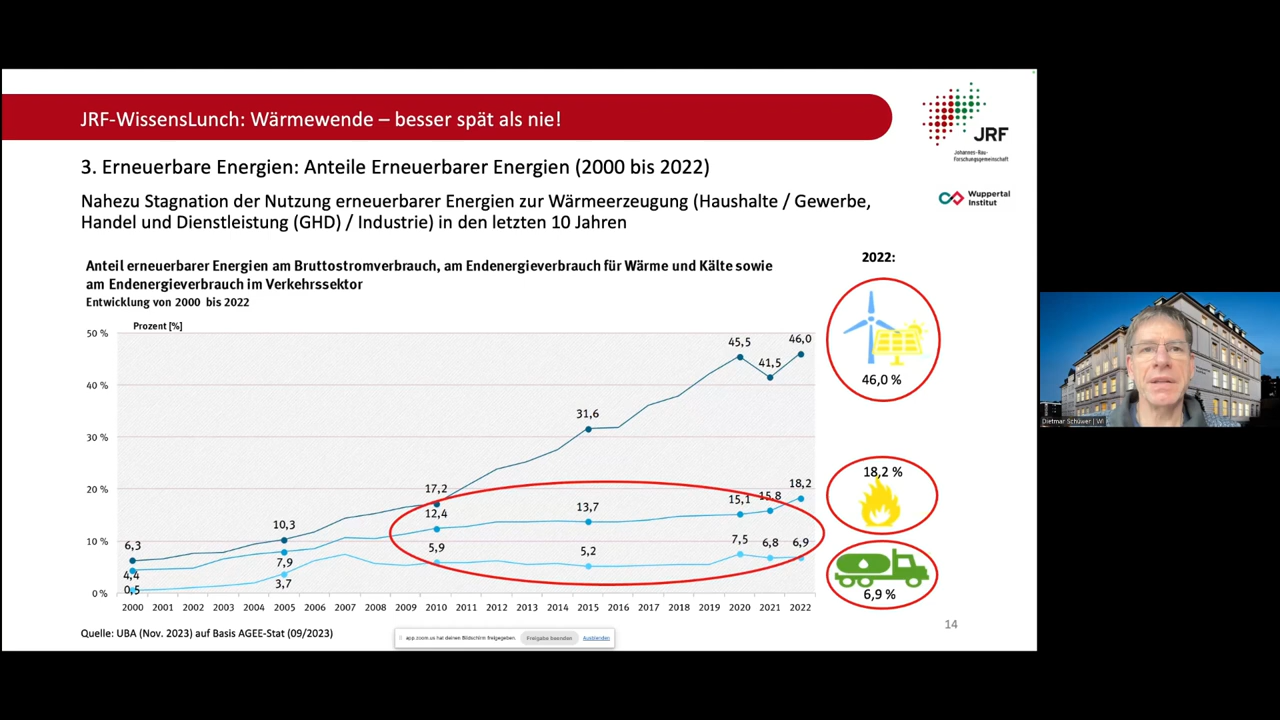 JRF-WissensLunch: Wärmewende – besser spät als nie!
JRF
Johannes-Rau-
Forschungsgemeinschaft
3. Erneuerbare Energien: Anteile Erneuerbarer Energien (2000 bis 2022)
Wuppertal
Institut
Nahezu Stagnation der Nutzung erneuerbarer Energien zur Wärmeerzeugung (Haushalte / Gewerbe,
Handel und Dienstleistung (GHD) / Industrie) in den letzten 10 Jahren
Anteil erneuerbarer Energien am Bruttostromverbrauch, am Endenergieverbrauch für Wärme und Kälte sowie
am Endenergieverbrauch im Verkehrssektor
Entwicklung von 2000 bis 2022
2022:
Prozent [%]
50 %
40 %
30 %
20 %
10 %
0 %
6,3
10,3
17,2
31,6
45,5
41,5
46,0
4,4
7,9
12,4
13,7
15,1
15,8
18,2
0,5
3,7
5,9
5,2
7,5
6,8
6,9
2000 2001 2002 2003 2004 2005 2006 2007 2008 2009 2010 2011 2012 2013 2014 2015 2016 2017 2018 2019 2020 2021 2022
46,0 %
18,2 %
6,9 %
Dietmar Schüwer | WI
Quelle: UBA (Nov. 2023) auf Basis AGEE-Stat (09/2023)
app.zoom.us hat deinen Bildschirm freigegeben. Freigabe beenden Ausblenden
14